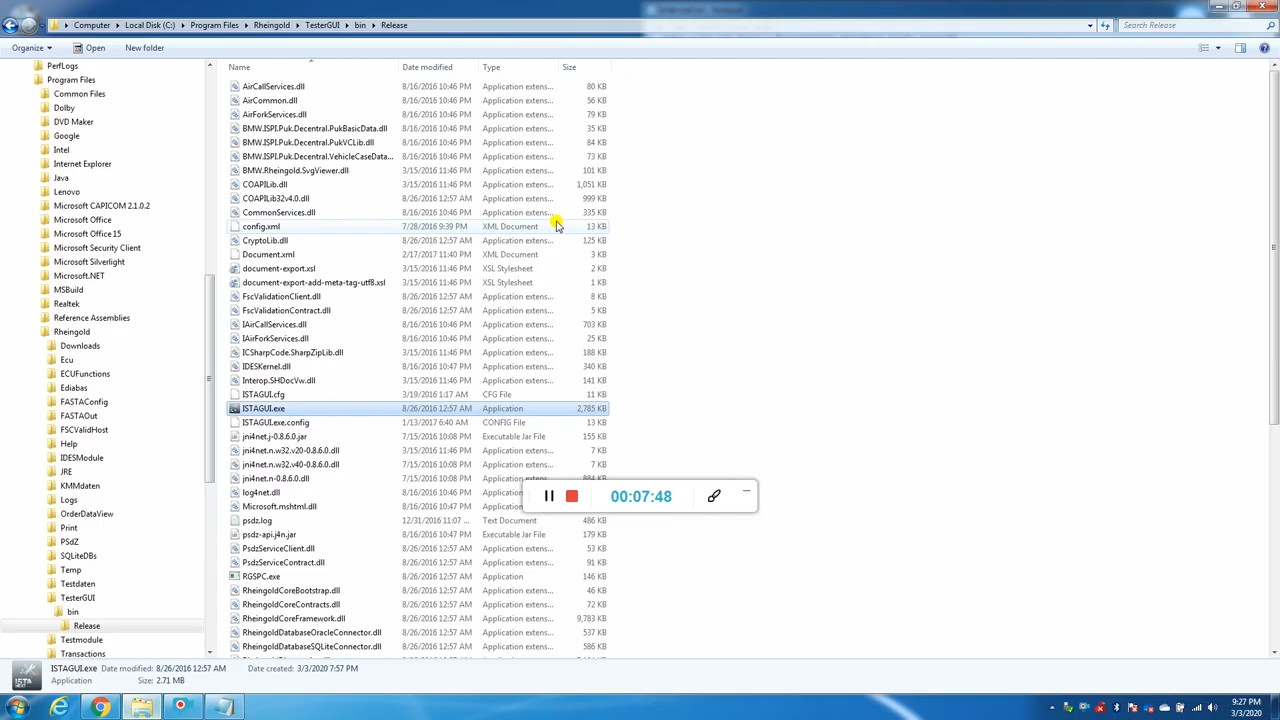 Computer ▸ Local Disk (C:) ▸ Program Files ▸ Rheingold ▸ TesterGUI ▸ bin ▸ Release
Search Release
Organize ▾ Open New folder
PerfLogs
Program Files
Common Files
Dolby
DVD Maker
Google
Intel
Internet Explorer
Java
Lenovo
Microsoft CAPICOM 2.1.0.2
Microsoft Office
Microsoft Office 15
Microsoft Security Client
Microsoft Silverlight
Microsoft.NET
MSBuild
Realtek
Reference Assemblies
Rheingold
Downloads
Ecu
ECUFunctions
Ediabas
FASTAConfig
FASTAOut
FSCValidHost
Help
IDESModule
JRE
KMMdaten
Logs
OrderDataView
Print
PSdZ
SQLiteDBs
Temp
Testdaten
TesterGUI
bin
Release
Testmodule
Transactions
Name Date modified Type Size
AirCallServices.dll 8/16/2016 10:46 PM Application extens... 80 KB
AirCommon.dll 8/16/2016 10:46 PM Application extens... 56 KB
AirForkServices.dll 8/16/2016 10:46 PM Application extens... 79 KB
BMW.ISPI.Puk.Decentral.PukBasicData.dll 8/16/2016 10:46 PM Application extens... 35 KB
BMW.ISPI.Puk.Decentral.PukVCLib.dll 8/16/2016 10:46 PM Application extens... 84 KB
BMW.ISPI.Puk.Decentral.VehicleCaseData... 8/16/2016 10:46 PM Application extens... 73 KB
BMW.Rheingold.SvgViewer.dll 8/16/2016 10:46 PM Application extens... 101 KB
COAPILib.dll 3/15/2016 11:46 PM Application extens... 1,051 KB
COAPILib32v4.0.dll 8/26/2016 12:57 AM Application extens... 999 KB
CommonServices.dll 8/16/2016 10:46 PM Application extens... 335 KB
config.xml 7/28/2016 9:39 PM XML Document 13 KB
CryptoLib.dll 8/26/2016 12:57 AM Application extens... 125 KB
Document.xml 2/17/2017 11:40 PM XML Document 3 KB
document-export.xsl 3/15/2016 11:46 PM XSL Stylesheet 2 KB
document-export-add-meta-tag-utf8.xsl 3/15/2016 11:46 PM XSL Stylesheet 1 KB
FscValidationClient.dll 8/26/2016 12:57 AM Application extens... 8 KB
FscValidationContract.dll 8/26/2016 12:57 AM Application extens... 5 KB
IAirCallServices.dll 8/16/2016 10:46 PM Application extens... 703 KB
IAirForkServices.dll 8/16/2016 10:46 PM Application extens... 25 KB
ICSharpCode.SharpZipLib.dll 3/15/2016 11:46 PM Application extens... 188 KB
IDESKernel.dll 8/16/2016 10:47 PM Application extens... 340 KB
Interop.SHDocVw.dll 3/15/2016 11:46 PM Application extens... 141 KB
ISTAGUI.cfg 3/19/2016 1:17 AM CFG File 11 KB
ISTAGUI.exe 8/26/2016 12:57 AM Application 2,785 KB
ISTAGUI.exe.config 1/13/2017 6:40 AM CONFIG File 13 KB
jni4net.j-0.8.6.0.jar 7/15/2016 10:08 PM Executable Jar File 155 KB
jni4net.n.w32.v20-0.8.6.0.dll 3/15/2016 11:46 PM Application extens... 7 KB
jni4net.n.w32.v40-0.8.6.0.dll 7/15/2016 10:08 PM Application extens... 7 KB
jni4net.n-0.8.6.0.dll 7/15/2016 10:08 PM Application extens... 884 KB
log4net.dll 8/16/2016 10:46 PM
Microsoft.mshtml.dll 8/16/2016 10:47 PM
psdz.log 12/31/2016 11:07 ... Text Document 486 KB
psdz-api.j4n.jar 8/16/2016 10:47 PM Executable Jar File 179 KB
PsdzServiceClient.dll 8/26/2016 12:57 AM Application extens... 53 KB
PsdzServiceContract.dll 8/26/2016 12:57 AM Application extens... 91 KB
RGSPC.exe 8/26/2016 12:57 AM Application 146 KB
RheingoldCoreBootstrap.dll 8/26/2016 12:57 AM Application extens... 46 KB
RheingoldCoreContracts.dll 8/26/2016 12:57 AM Application extens... 72 KB
RheingoldCoreFramework.dll 8/26/2016 12:57 AM Application extens... 9,783 KB
RheingoldDatabaseOracleConnector.dll 8/26/2016 12:57 AM Application extens... 537 KB
RheingoldDatabaseSQLiteConnector.dll 8/26/2016 12:57 AM Application extens... 586 KB
00:07:48
ISTAGUI.exe Date modified: 8/26/2016 12:57 AM Date created: 3/3/2020 7:57 PM
Application Size: 2.71 MB
ISTA
NEXT
9:27 PM
3/3/2020